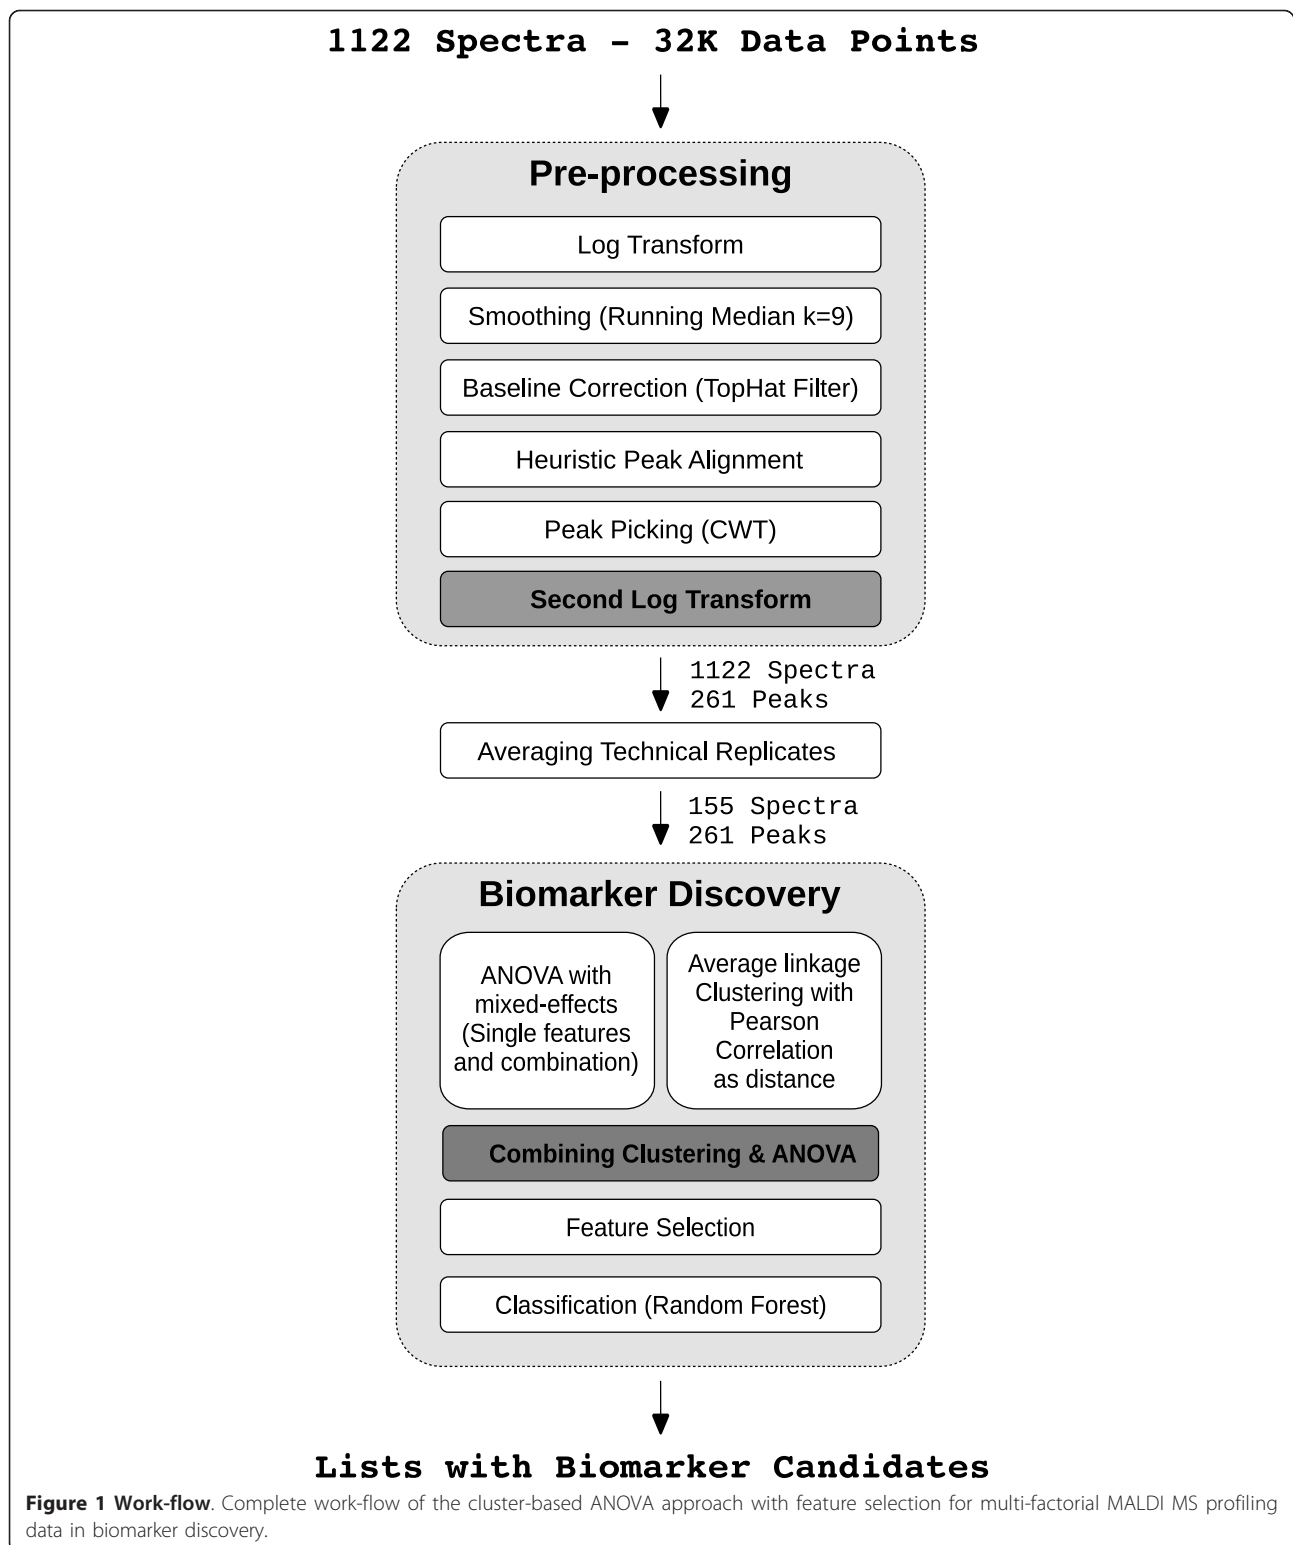 1122 Spectra – 32K Data Points
Pre-processing
Log Transform
Smoothing (Running Median k=9)
Baseline Correction (TopHat Filter)
Heuristic Peak Alignment
Peak Picking (CWT)
Second Log Transform
1122 Spectra
261 Peaks
Averaging Technical Replicates
155 Spectra
261 Peaks
Biomarker Discovery
ANOVA with
mixed-effects
(Single features
and combination)
Average linkage
Clustering with
Pearson
Correlation
as distance
Combining Clustering & ANOVA
Feature Selection
Classification (Random Forest)
Lists with Biomarker Candidates
Figure 1 Work-flow. Complete work-flow of the cluster-based ANOVA approach with feature selection for multi-factorial MALDI MS profiling
data in biomarker discovery.